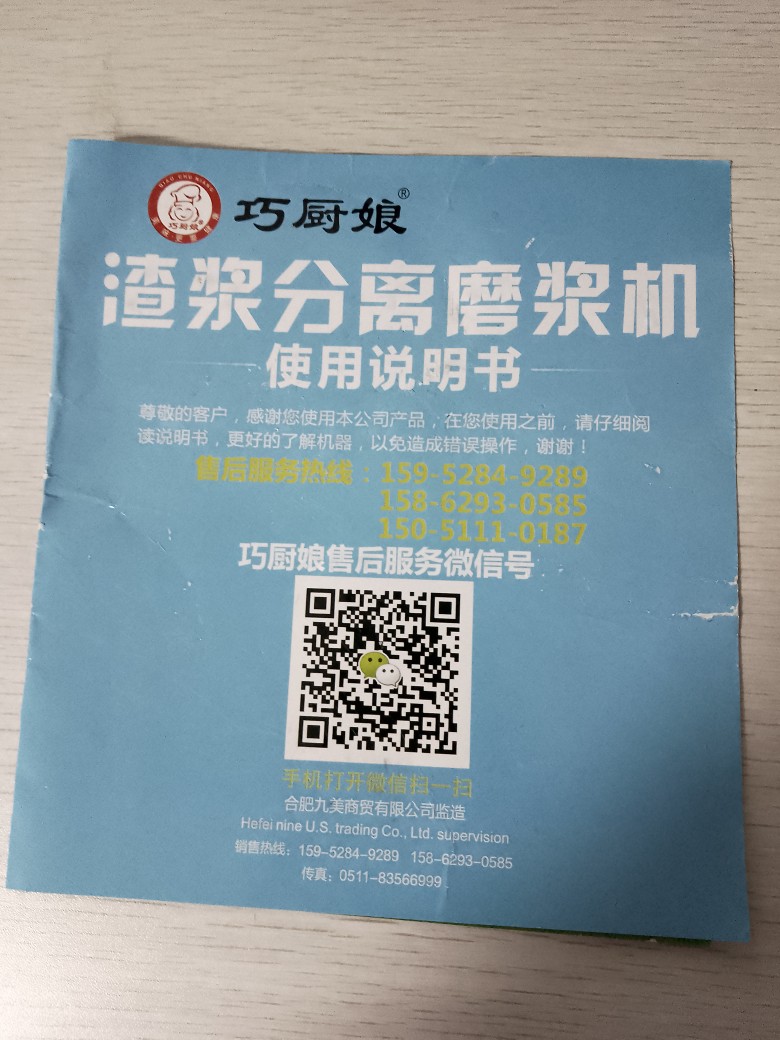 QIAO CHU NIANG
巧厨娘®
巧厨娘®
渣浆分离磨浆机
使用说明书
尊敬的客户，感谢您使用本公司产品，在您使用之前，请仔细阅
读说明书，更好的了解机器，以免造成错误操作，谢谢！
售后服务热线：159-5284-9289
158-6293-0585
150-5111-0187
巧厨娘售后服务微信号
手机打开微信扫一扫
合肥九美商贸有限公司监造
Hefei nine U.S. trading Co., Ltd. supervision
销售热线：159-5284-9289 158-6293-0585
传真：0511-83566999